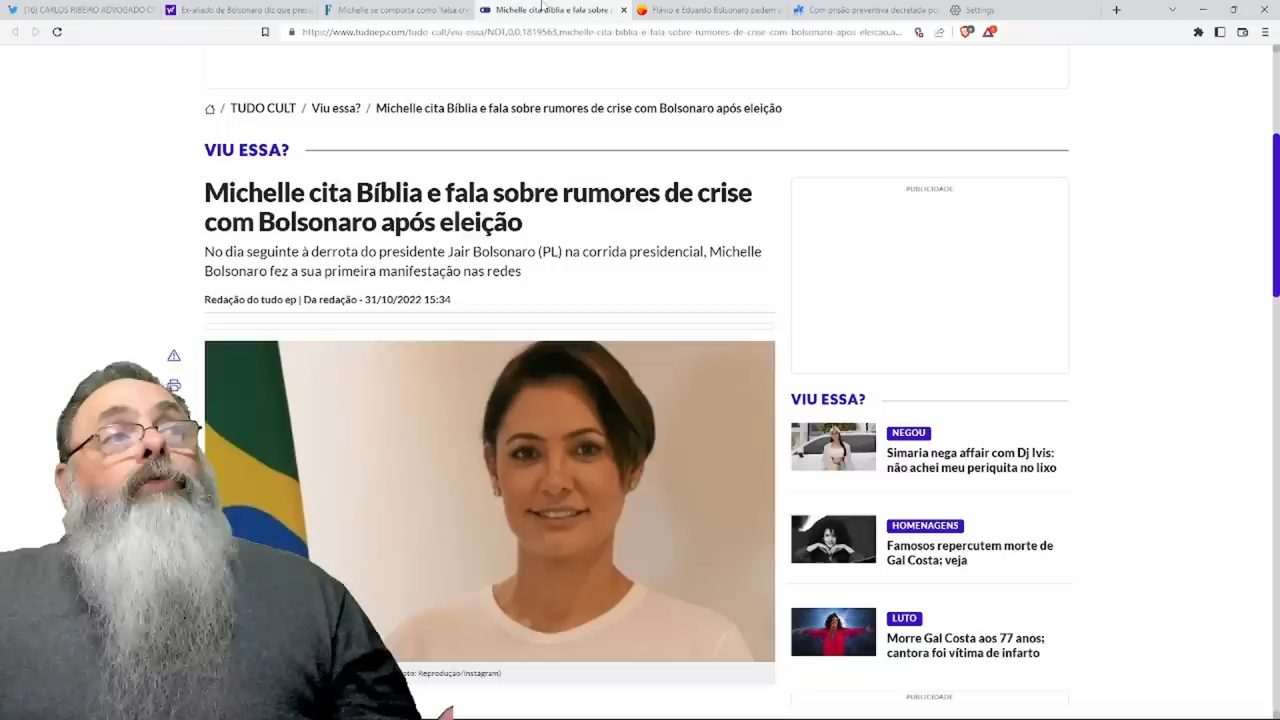 (16) CARLOS RIBEIRO ADVOGADO CR
Ex-aliado de Bolsonaro diz que presi
Michelle se comporta como 'falsa cri
Michelle cita Bíblia e fala sobre
Flávio e Eduardo Bolsonaro pedem c
Com prisão preventiva decretada po
Settings
https://www.tudoep.com/tudo-cult/viu-essa/NOT,0,0,1819563,michelle-cita-biblia-e-fala-sobre-rumores-de-crise-com-bolsonaro-apos-eleicao.a...
/ TUDO CULT / Viu essa? / Michelle cita Bíblia e fala sobre rumores de crise com Bolsonaro após eleição
VIU ESSA?
Michelle cita Bíblia e fala sobre rumores de crise
com Bolsonaro após eleição
No dia seguinte à derrota do presidente Jair Bolsonaro (PL) na corrida presidencial, Michelle
Bolsonaro fez a sua primeira manifestação nas redes
Redação do tudo ep | Da redação - 31/10/2022 15:34
oto: Reprodução/Instagram)
PUBLICIDADE
VIU ESSA?
NEGOU
Simaria nega affair com Dj Ivis:
não achei meu periquita no lixo
HOMENAGENS
Famosos repercutem morte de
Gal Costa; veja
LUTO
Morre Gal Costa aos 77 anos;
cantora foi vítima de infarto
PUBLICIDADE